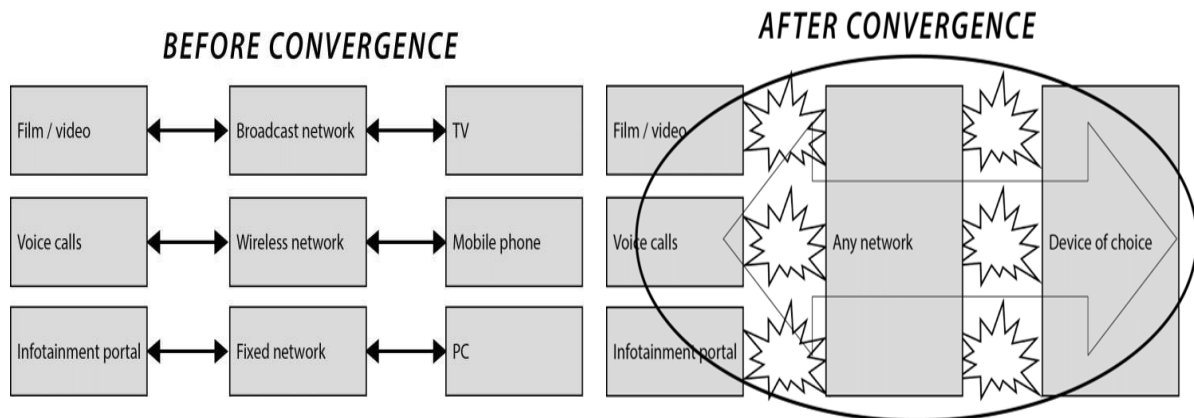 BEFORE CONVERGENCE
Film / video
Broadcast network
TV
Voice calls
Wireless network
Mobile phone
Infotainment portal
Fixed network
PC
AFTER CONVERGENCE
Film / video
Voice calls
Any network
Device of choice
Infotainment portal